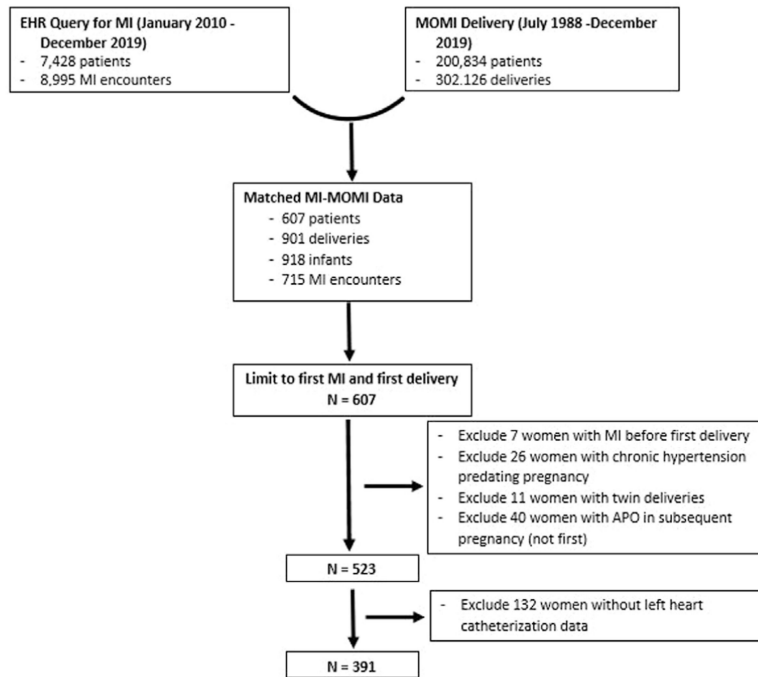 EHR Query for MI (January 2010 -
December 2019)
- 7,428 patients
- 8,995 MI encounters
MOMI Delivery (July 1988 -December
2019)
- 200,834 patients
- 302.126 deliveries
Matched MI-MOMI Data
- 607 patients
- 901 deliveries
- 918 infants
- 715 MI encounters
Limit to first MI and first delivery
N = 607
- Exclude 7 women with MI before first delivery
- Exclude 26 women with chronic hypertension
predating pregnancy
- Exclude 11 women with twin deliveries
- Exclude 40 women with APO in subsequent
pregnancy (not first)
N = 523
- Exclude 132 women without left heart
catheterization data
N = 391